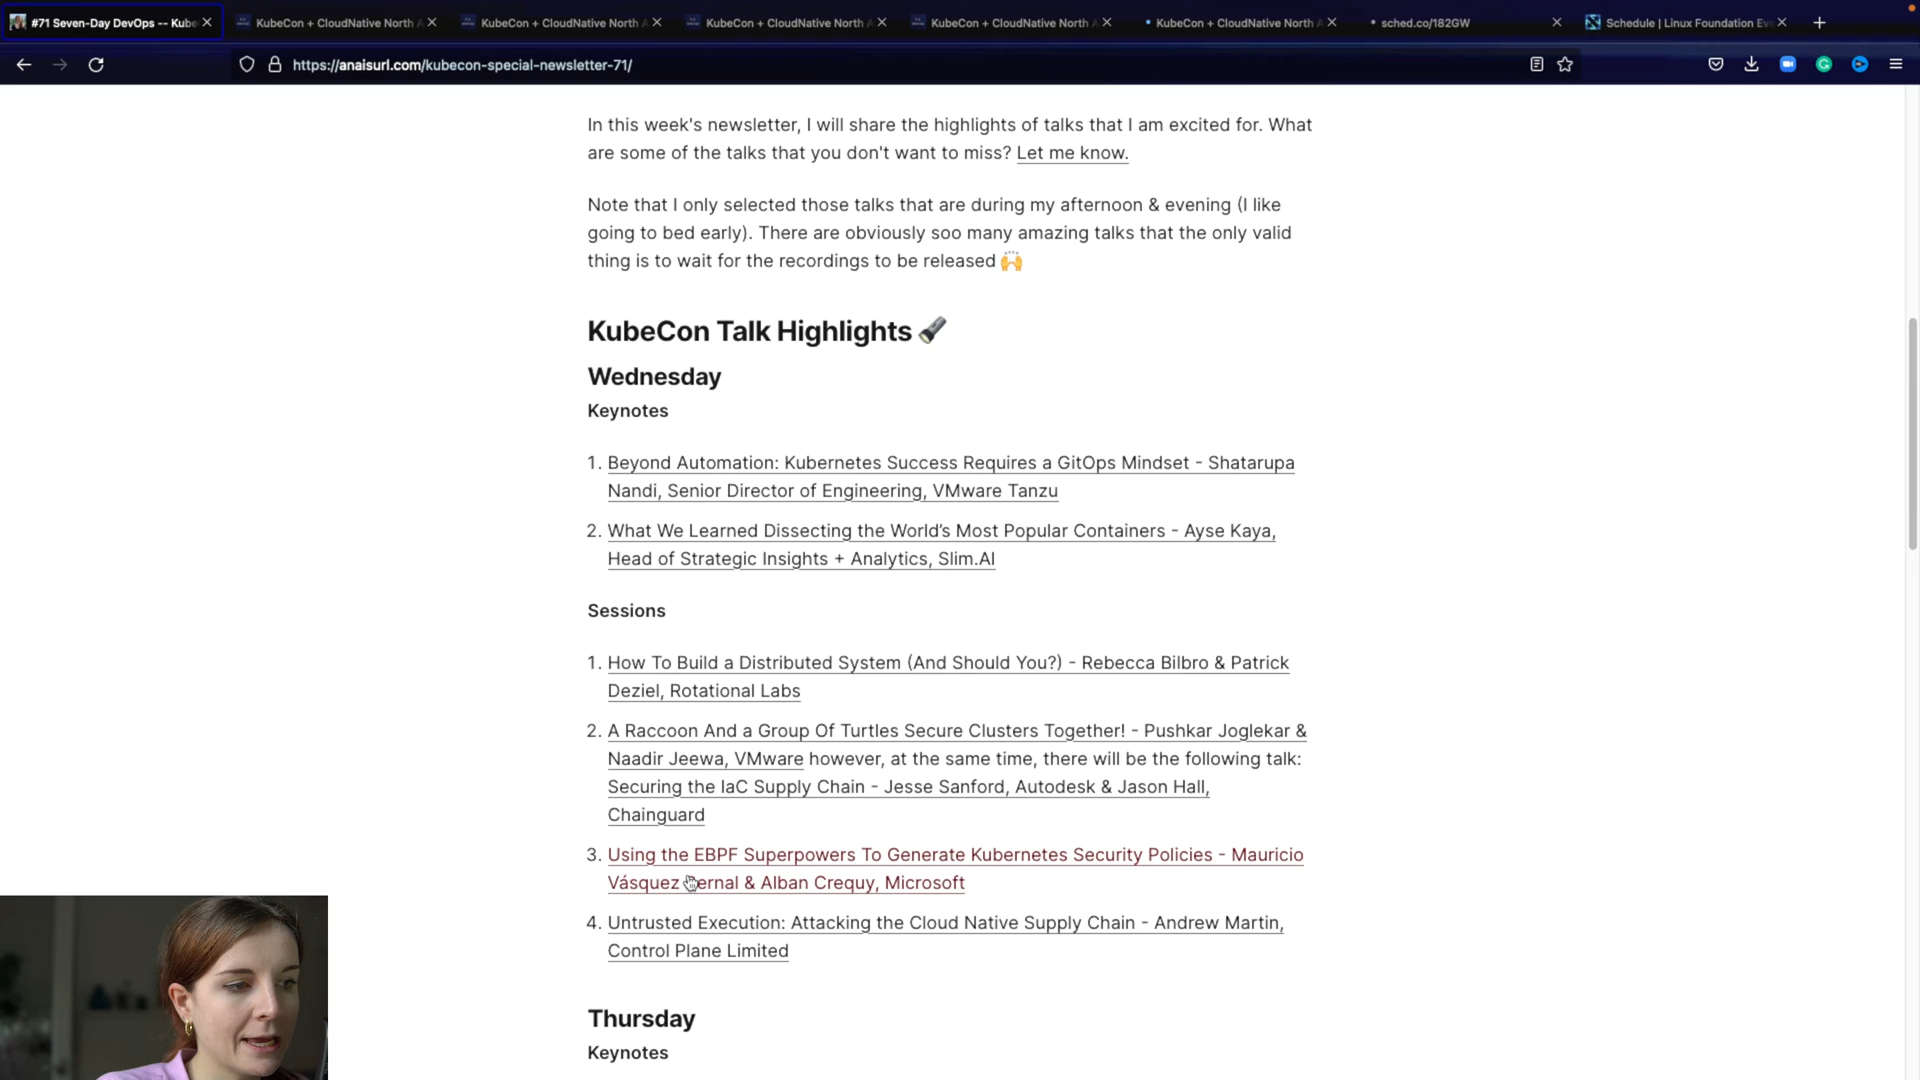 #71 Seven-Day DevOps -- Kube
KubeCon + CloudNative North A
KubeCon + CloudNative North A
KubeCon + CloudNative North A
KubeCon + CloudNative North A
KubeCon + CloudNative North A
sched.co/182GW
Schedule | Linux Foundation Eve
https://anaisurl.com/kubecon-special-newsletter-71/
In this week's newsletter, I will share the highlights of talks that I am excited for. What
are some of the talks that you don't want to miss? Let me know.
Note that I only selected those talks that are during my afternoon & evening (I like
going to bed early). There are obviously soo many amazing talks that the only valid
thing is to wait for the recordings to be released 🙌
KubeCon Talk Highlights 🔦
Wednesday
Keynotes
1. Beyond Automation: Kubernetes Success Requires a GitOps Mindset - Shatarupa
Nandi, Senior Director of Engineering, VMware Tanzu
2. What We Learned Dissecting the World’s Most Popular Containers - Ayse Kaya,
Head of Strategic Insights + Analytics, Slim.AI
Sessions
1. How To Build a Distributed System (And Should You?) - Rebecca Bilbro & Patrick
Deziel, Rotational Labs
2. A Raccoon And a Group Of Turtles Secure Clusters Together! - Pushkar Joglekar &
Naadir Jeewa, VMware however, at the same time, there will be the following talk:
Securing the IaC Supply Chain - Jesse Sanford, Autodesk & Jason Hall,
Chainguard
3. Using the EBPF Superpowers To Generate Kubernetes Security Policies - Mauricio
Vásquez Bernal & Alban Crequy, Microsoft
4. Untrusted Execution: Attacking the Cloud Native Supply Chain - Andrew Martin,
Control Plane Limited
Thursday
Keynotes